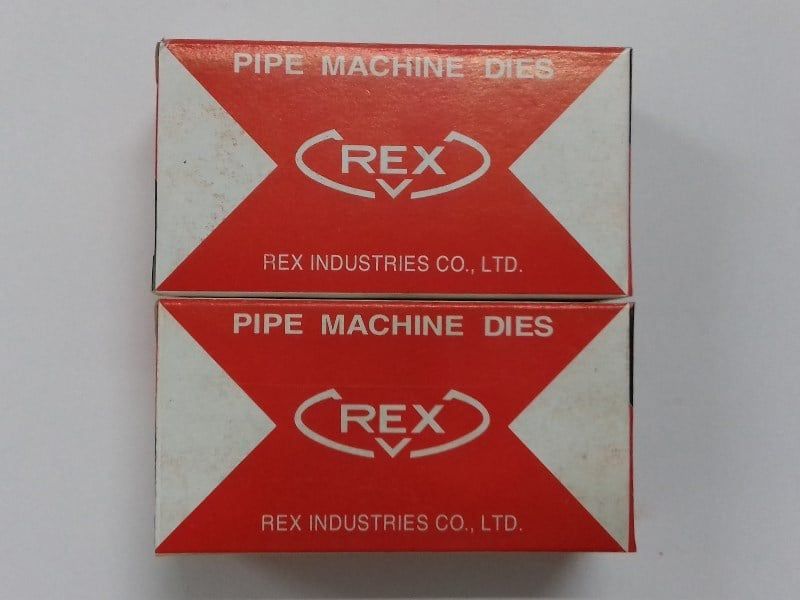 PIPE MACHINE DIES
REX
REX INDUSTRIES CO., LTD.
PIPE MACHINE DIES
REX
REX INDUSTRIES CO., LTD.